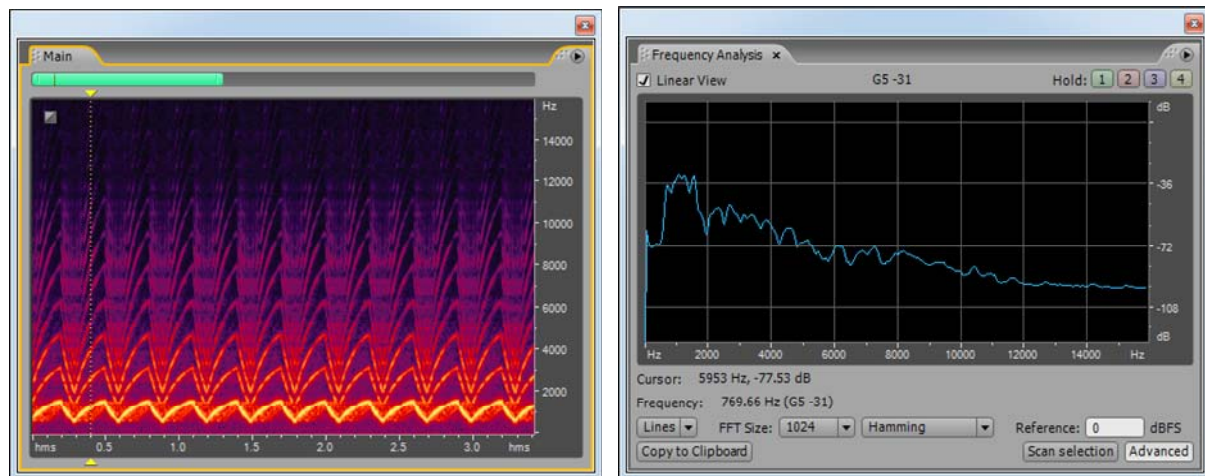 Main
Hz
14000
12000
10000
8000
6000
4000
2000
hms 0.5 1.0 1.5 2.0 2.5 3.0 hms
Frequency Analysis ×
Linear View G5 -31 Hold: 1 2 3 4
dB
-36
-72
-108
dB
Hz 2000 4000 6000 8000 10000 12000 14000 Hz
Cursor: 5953 Hz, -77.53 dB
Frequency: 769.66 Hz (G5 -31)
Lines FFT Size: 1024 Hamming Reference: 0 dBFS
Copy to Clipboard Scan selection Advanced